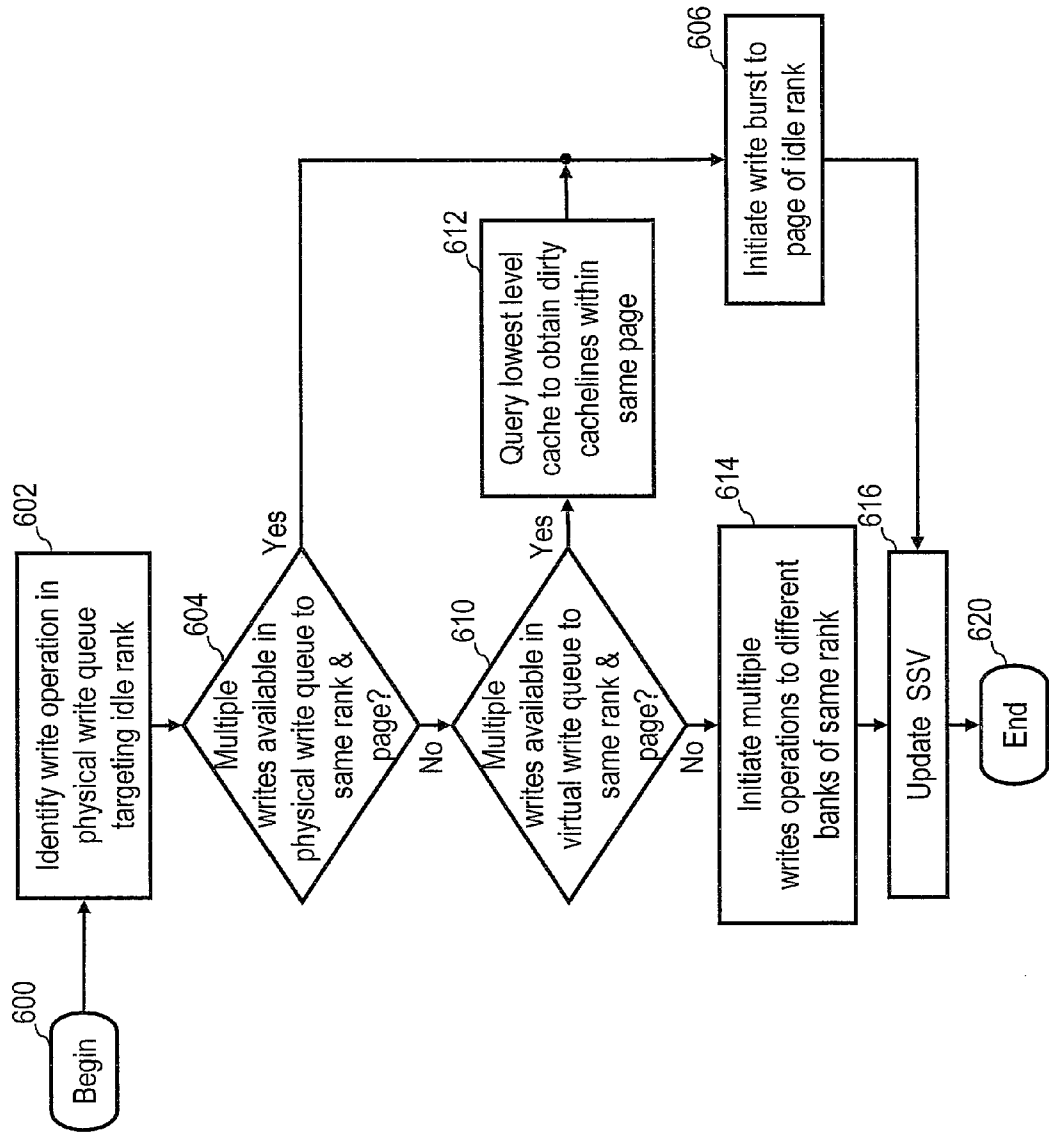 600
Begin
602
Identify write operation in
physical write queue
targeting idle rank
604
Multiple
writes available in
physical write queue to
same rank &
page?
Yes
No
610
Multiple
writes available in
virtual write queue to
same rank &
page?
Yes
No
612
Query lowest level
cache to obtain dirty
cachelines within
same page
606
Initiate write burst to
page of idle rank
614
Initiate multiple
writes operations to different
banks of same rank
616
Update SSV
620
End